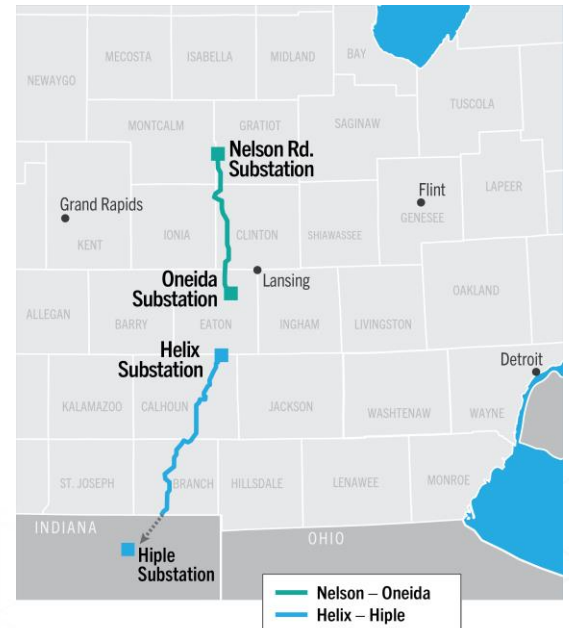 MECOSTA
ISABELLA
MIDLAND
BAY
NEWAYGO
TUSCOLA
MONTCALM
GRATIOT
SAGINAW
Nelson Rd.
Substation
Grand Rapids
Flint
LAPEER
GENESEE
KENT
IONIA
CLINTON
SHIAWASSEE
Oneida
Substation
Lansing
OAKLAND
ALLEGAN
BARRY
EATON
INGHAM
LIVINGSTON
Helix
Substation
Detroit
KALAMAZOO
CALHOUN
JACKSON
WASHTENAW
WAYNE
ST. JOSEPH
BRANCH
HILLSDALE
LENAWEE
MONROE
INDIANA
OHIO
Hiple
Substation
Nelson – Oneida
Helix – Hiple